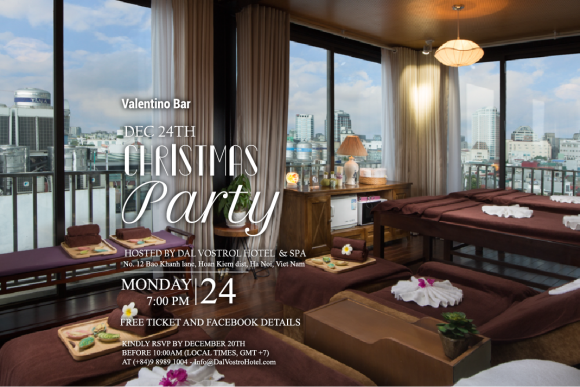 Valentino Bar
DEC 24TH
CHRISTMAS
Party
HOSTED BY DAL VOSTROL HOTEL & SPA
No. 12 Bao Khanh lane, Hoan Kiem dist, Ha Noi, Viet Nam
MONDAY 24
7:00 PM
FREE TICKET AND FACEBOOK DETAILS
KINDLY RSVP BY DECEMBER 20TH
BEFORE 10:00AM (LOCAL TIMES, GMT +7)
AT (+84)9 8989 1004 - Info@DalVostroHotel.com